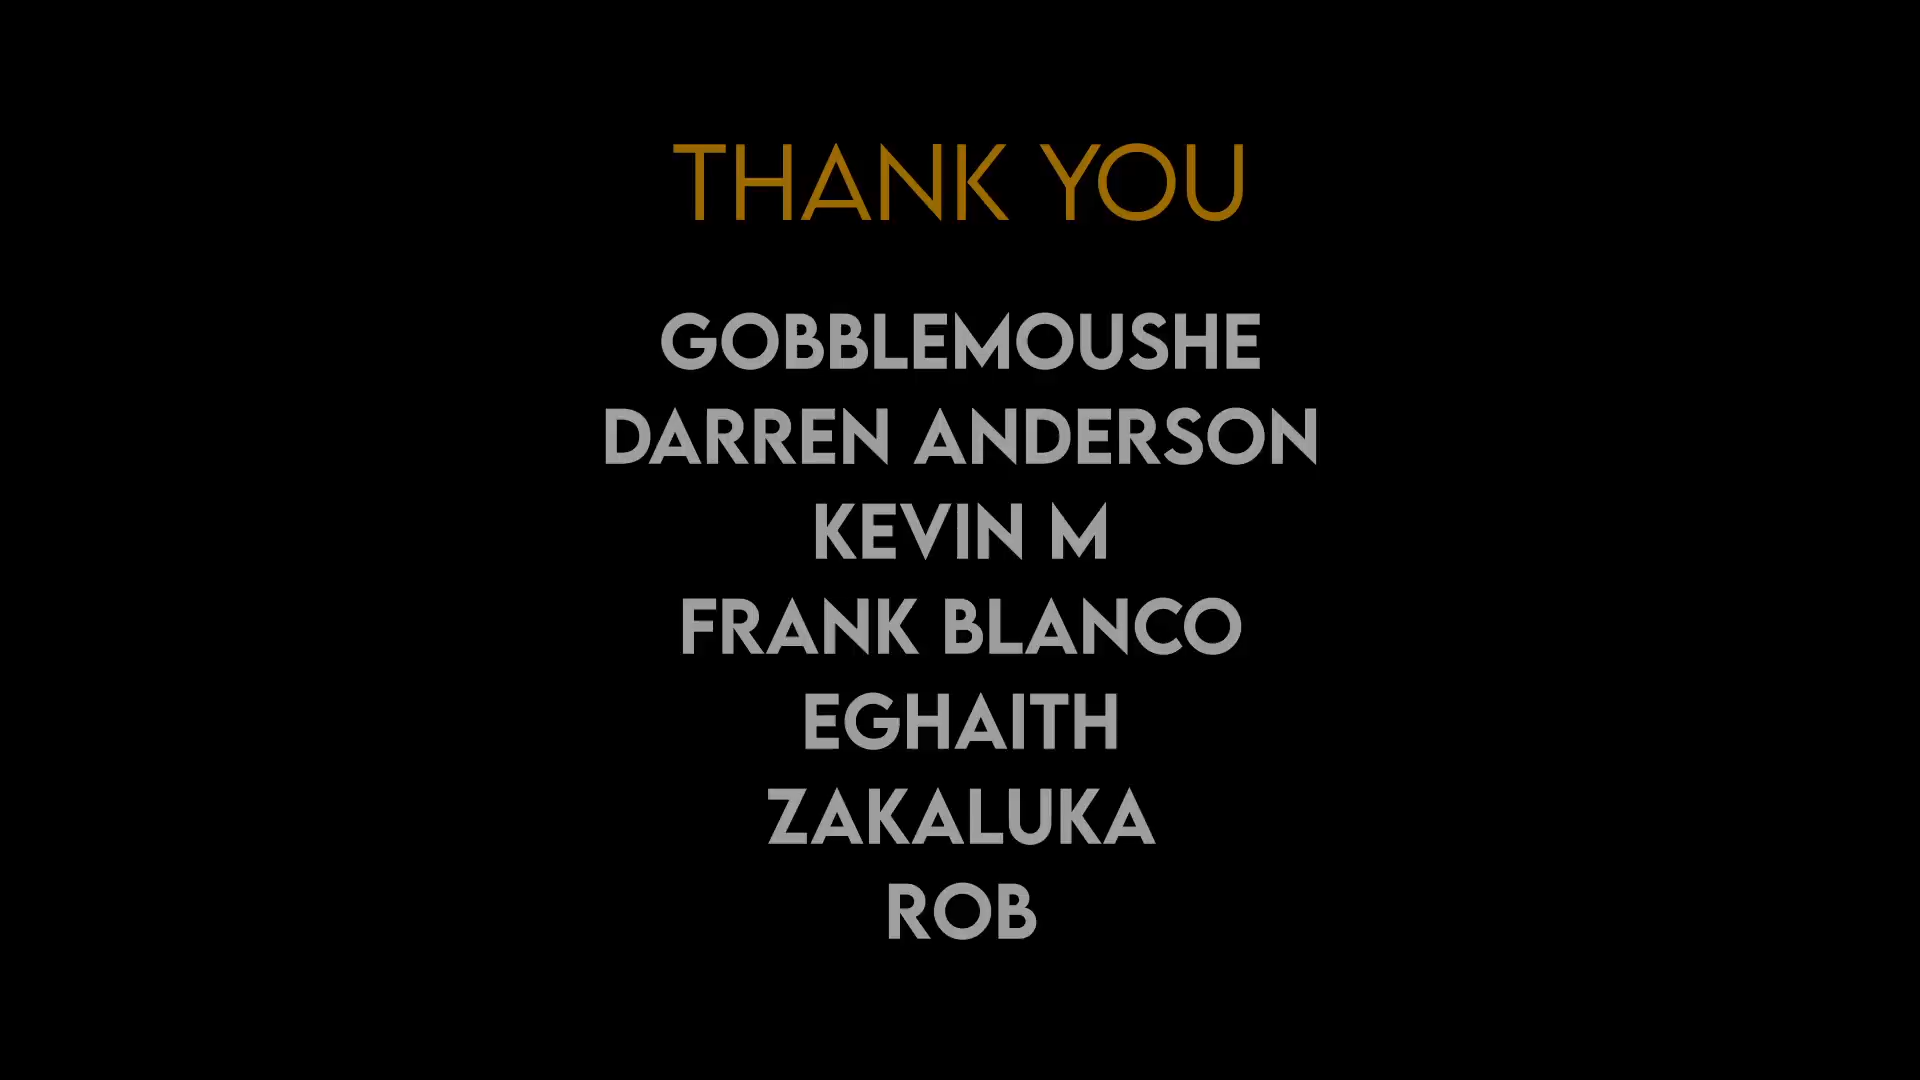 THANK YOU
GOBBLEMOUSHE
DARREN ANDERSON
KEVIN M
FRANK BLANCO
EGHAITH
ZAKALUKA
ROB